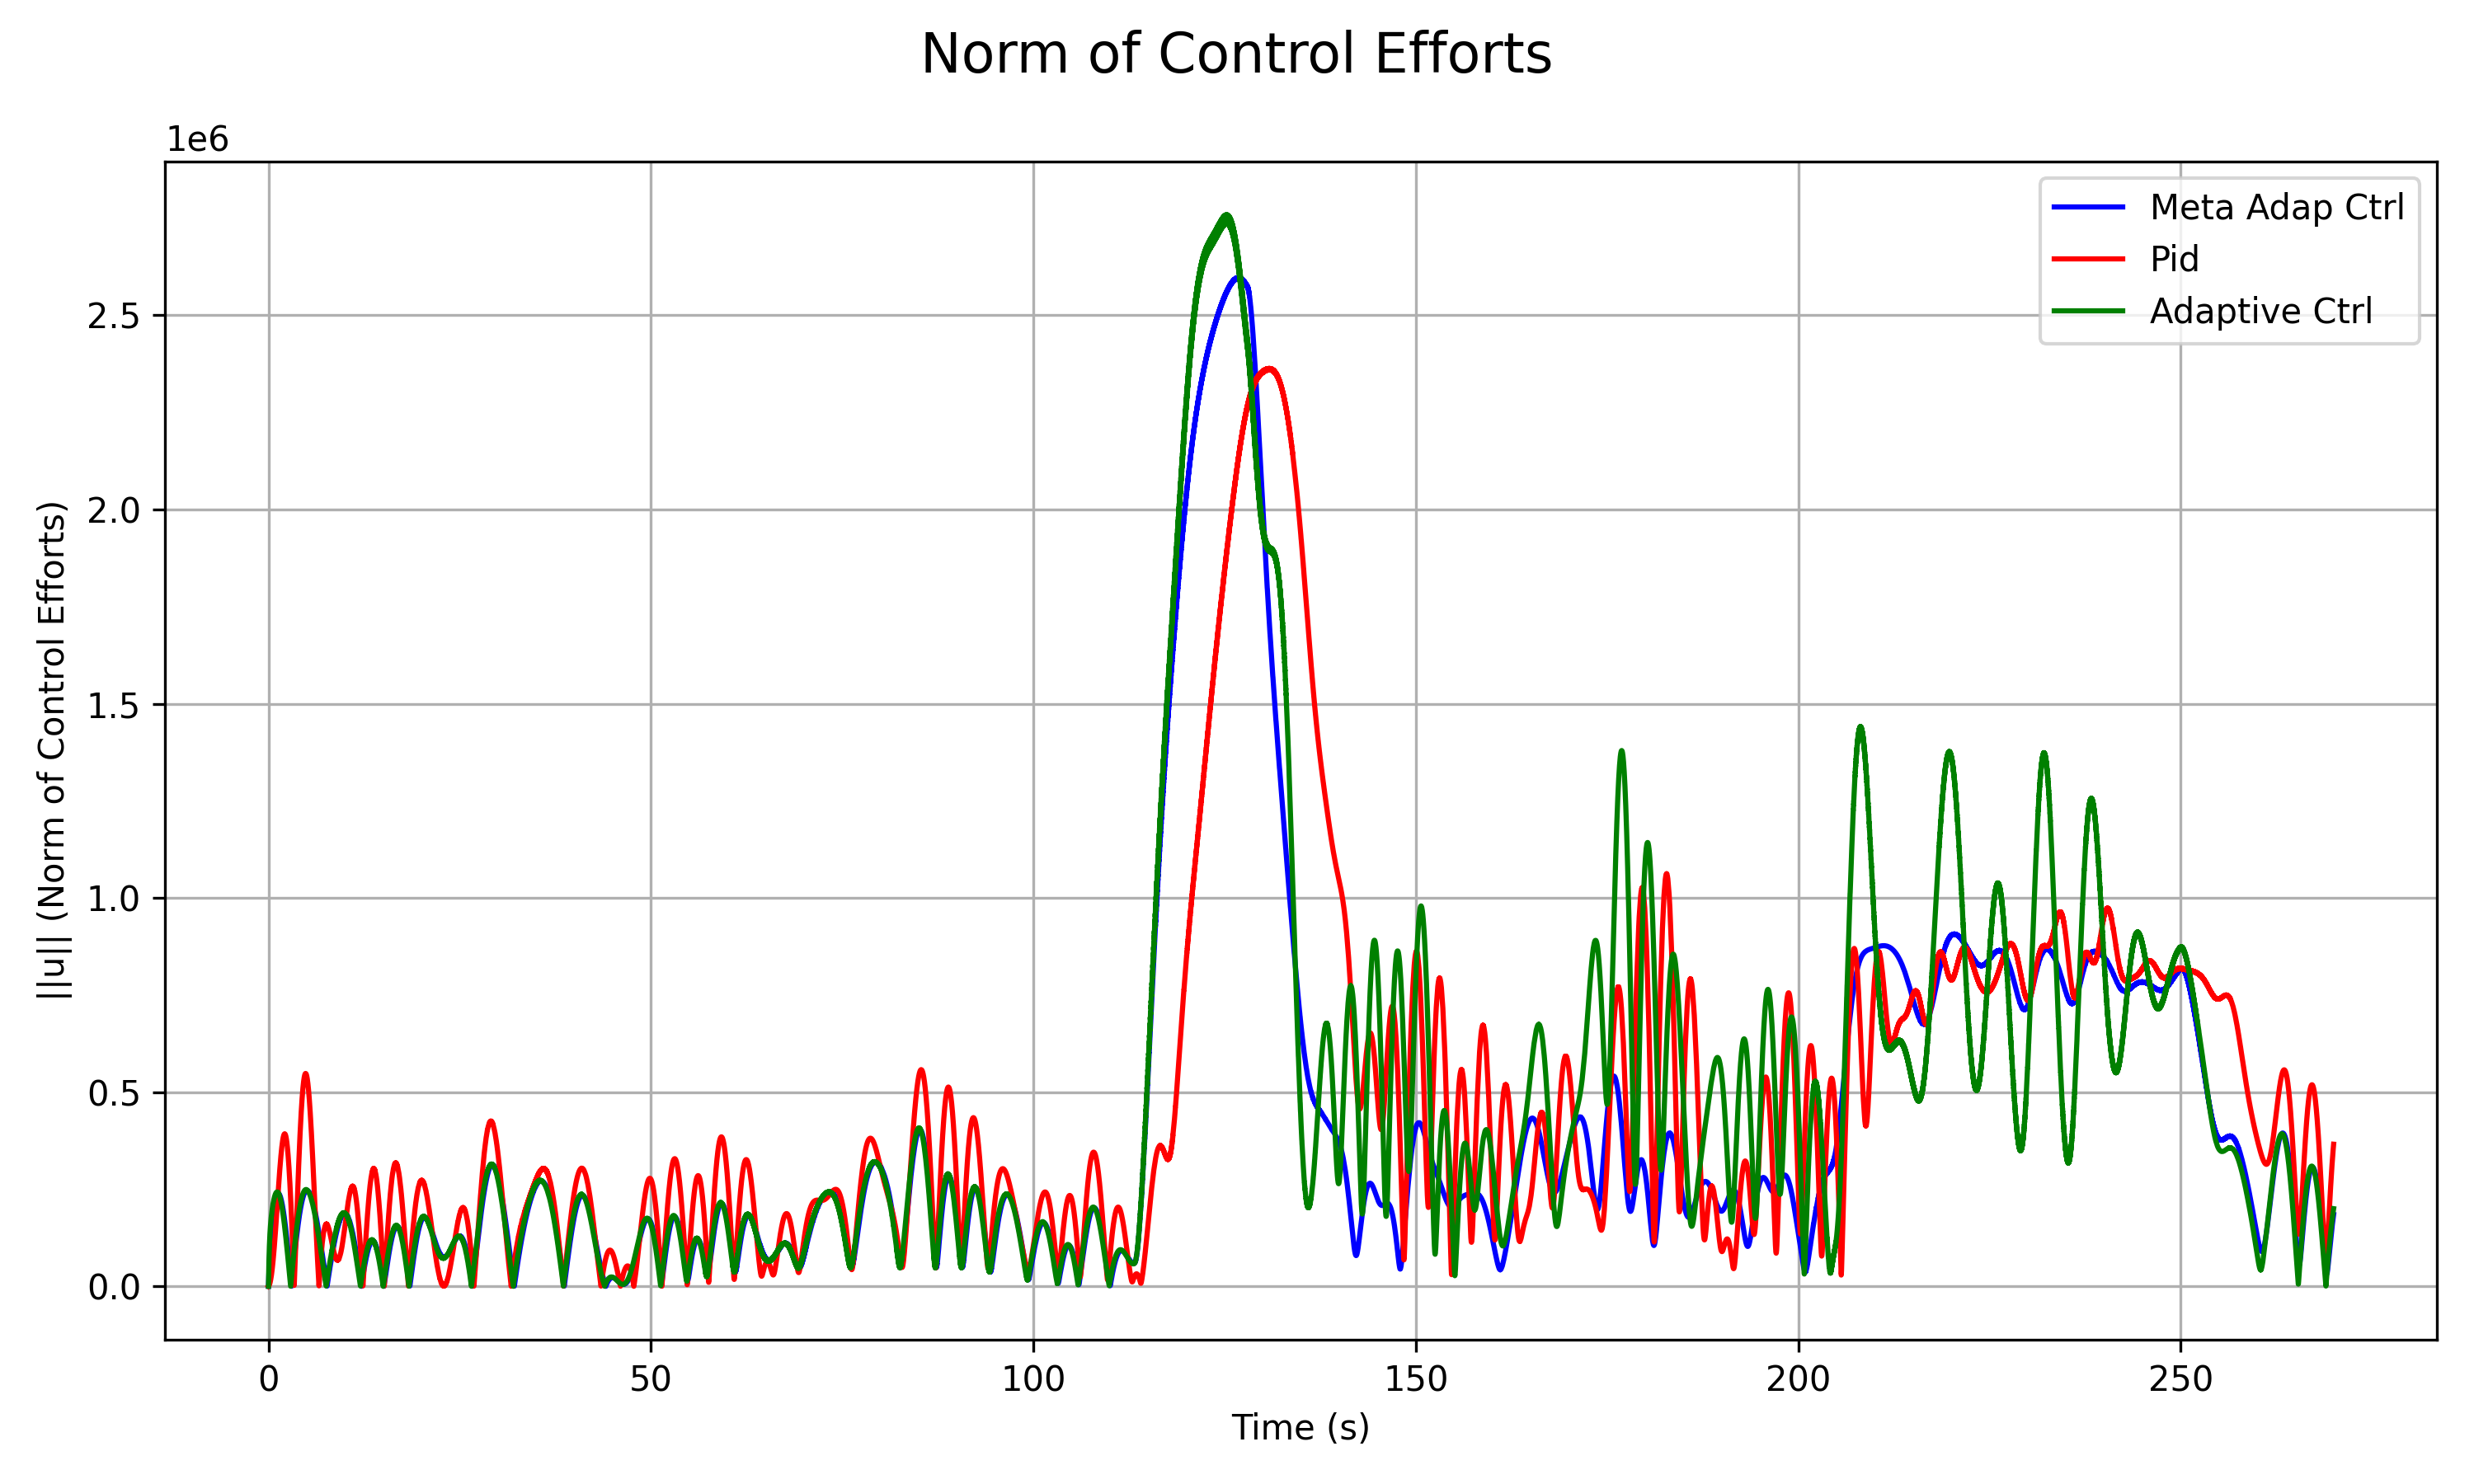 Norm of Control Efforts
1e6
Meta Adap Ctrl
Pid
Adaptive Ctrl
||u|| (Norm of Control Efforts)
2.5
2.0
1.5
1.0
0.5
0.0
0 50 100 150 200 250
Time (s)